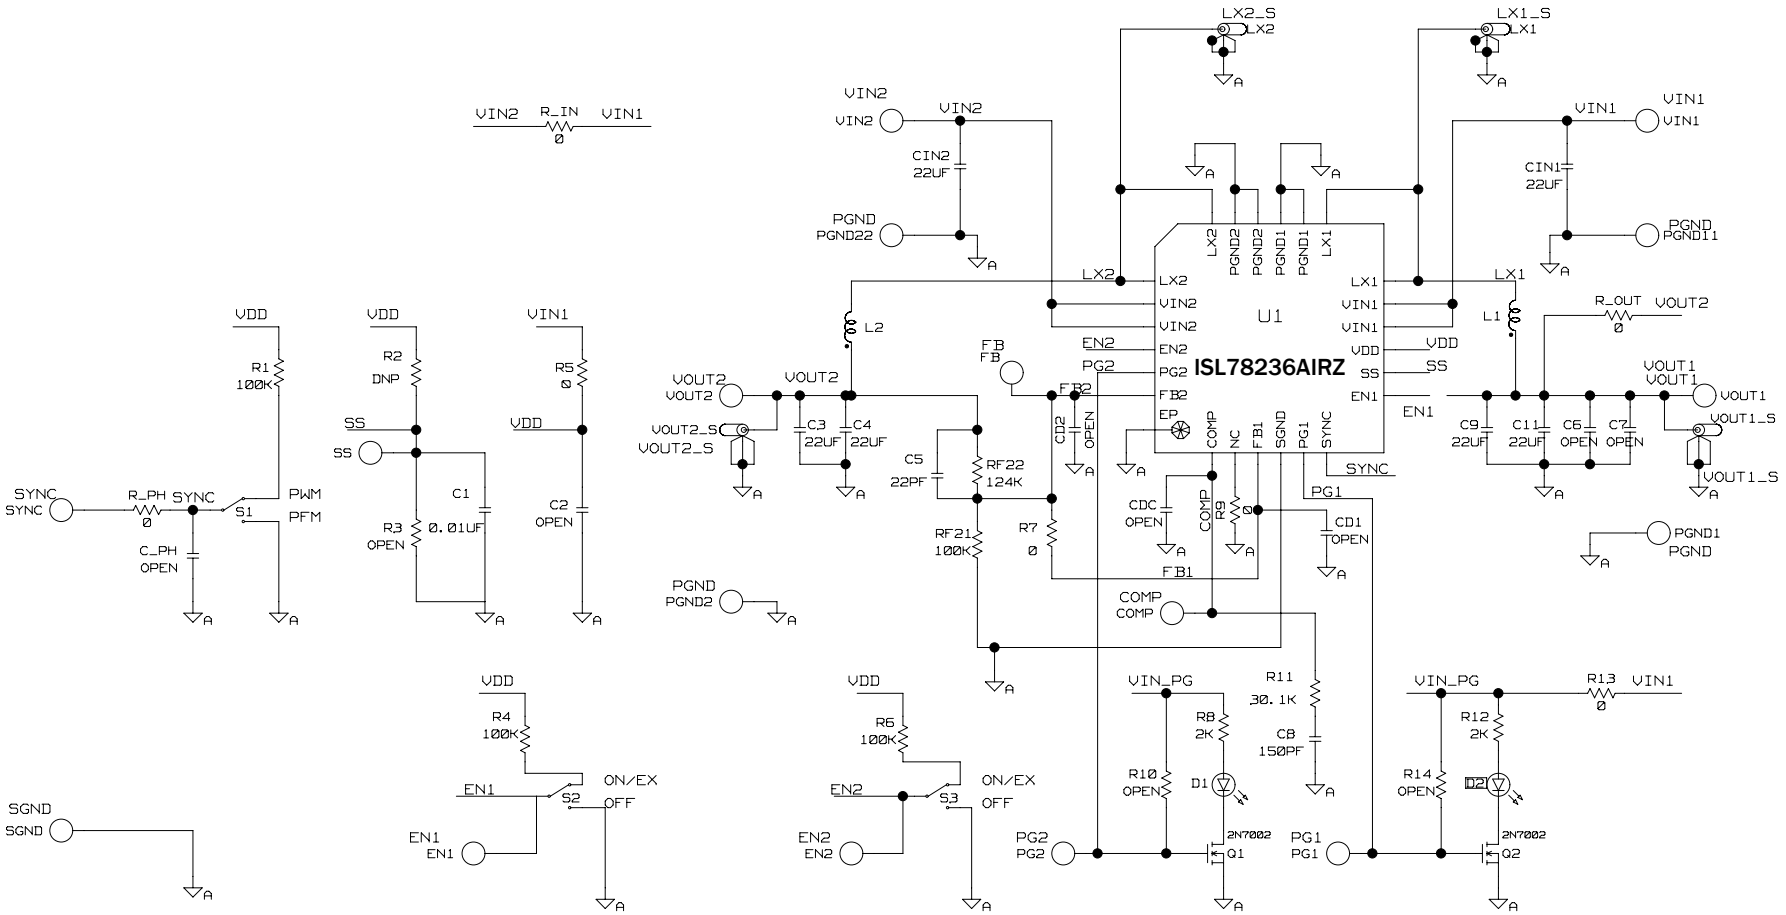 LX2_S
LX2
A
LX1_S
LX1
A
VIN2 R_IN VIN1
0
VIN2
VIN2
VIN2
CIN2
22UF
PGND
PGND22
A
A
A
VIN1
VIN1
VIN1
CIN1
22UF
PGND
PGND11
A
LX2 PGND2 PGND2 PGND1 PGND1 LX1
LX2
LX2
VIN2
VIN2
EN2
EN2
PG2
PG2
FB2
FB2
EP
U1
ISL78236AIRZ
LX1
LX1
VIN1
VIN1
VDD
VDD
SS
SS
EN1
EN1
COMP NC FB1 SGND PG1 SYNC
SYNC
PG1
L2
L1
R_OUT
0
VOUT2
FB
FB
CD2
OPEN
A
A
VOUT2
VOUT2
VOUT2
VOUT2_S
VOUT2_S
A
C3
22UF
C4
22UF
A
C5
22PF
RF22
124K
RF21
100K
R7
0
FB1
CDC
OPEN
A
COMP
R9
0
A
CD1
OPEN
A
VOUT1
VOUT1
VOUT1
VOUT1_S
VOUT1_S
A
C9
22UF
C11
22UF
C6
OPEN
C7
OPEN
A
PGND1
PGND
A
VDD
R1
100K
SYNC
SYNC
R_PH
0
SYNC
S1
PWM
PFM
C_PH
OPEN
A
A
VDD
R2
DNP
SS
SS
R3
OPEN
C1
0.01UF
A
VIN1
R5
0
VDD
C2
OPEN
A
PGND
PGND2
A
COMP
COMP
A
R11
30.1K
C8
150PF
A
VDD
R4
100K
EN1
S2
ON/EX
OFF
EN1
EN1
A
VDD
R6
100K
EN2
S3
ON/EX
OFF
EN2
EN2
A
SGND
SGND
A
VIN_PG
R8
2K
R10
OPEN
D1
2N7002
Q1
PG2
PG2
A
VIN_PG
R13
0
VIN1
R12
2K
R14
OPEN
D2
2N7002
Q2
PG1
PG1
A